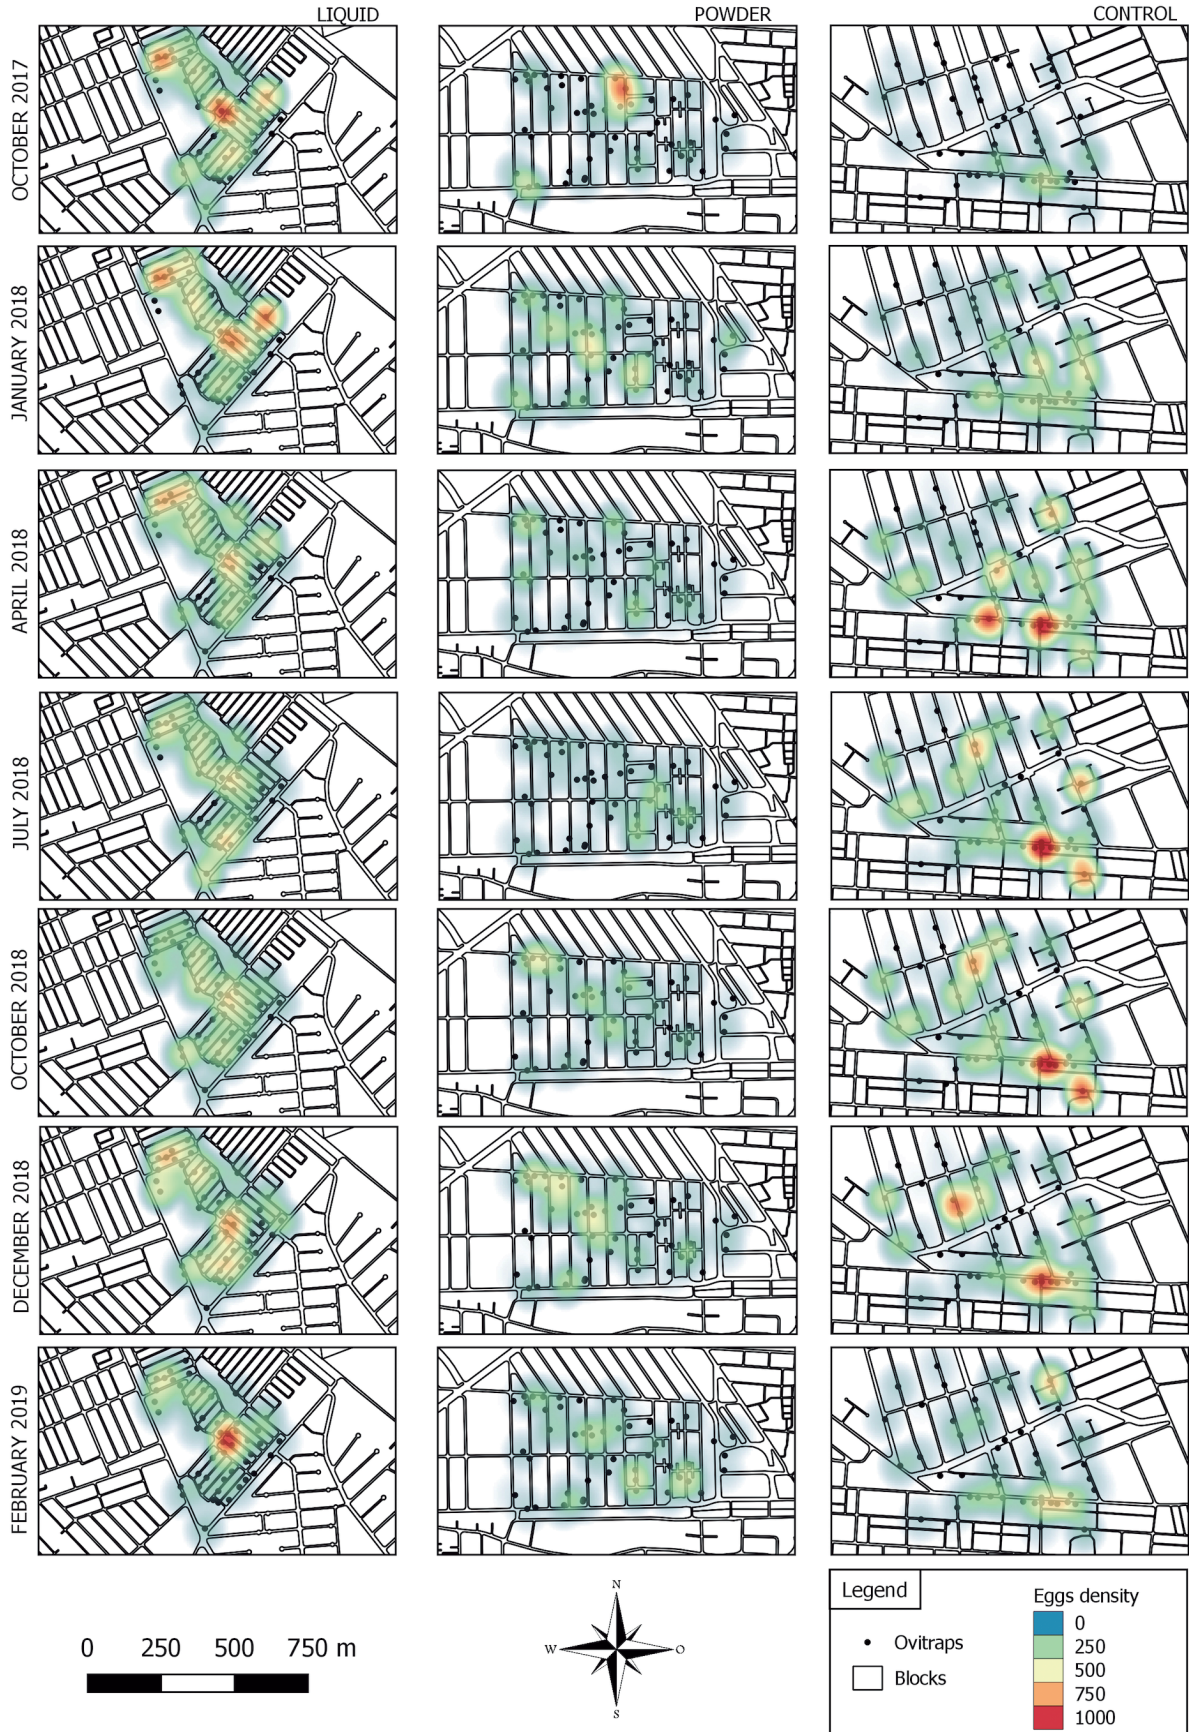 LIQUID
POWDER
CONTROL
OCTOBER 2017
JANUARY 2018
APRIL 2018
JULY 2018
OCTOBER 2018
DECEMBER 2018
FEBRUARY 2019
0 250 500 750 m
N
W O
S
Legend
Ovitraps
Blocks
Eggs density
0
250
500
750
1000